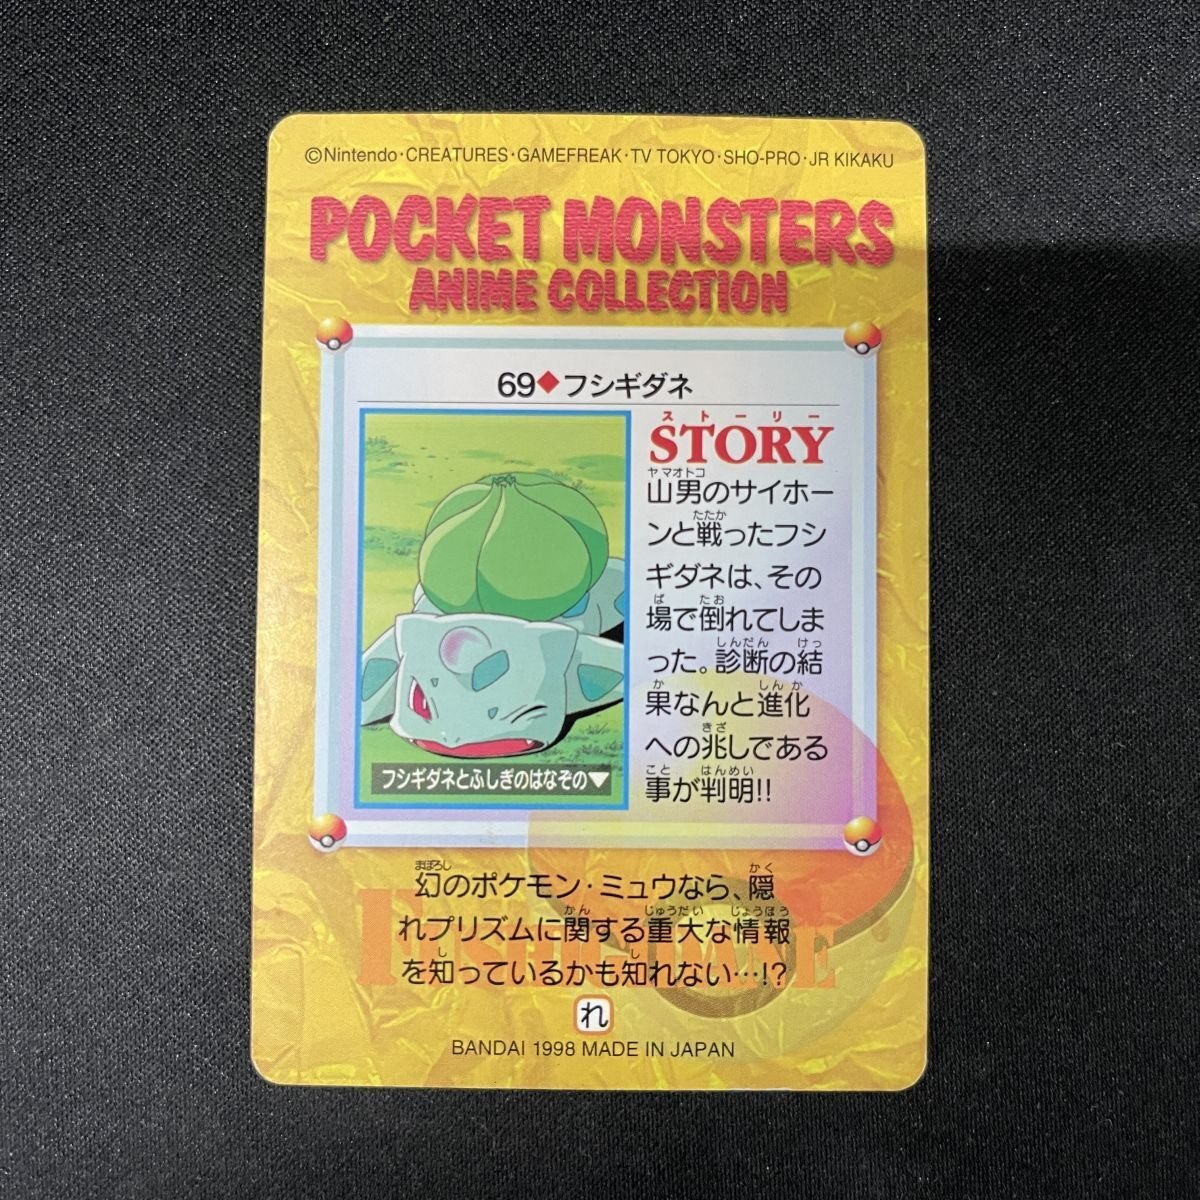 ©Nintendo·CREATURES·GAMEFREAK·TV TOKYO·SHO-PRO·JR KIKAKU
POCKET MONSTERS
ANIME COLLECTION
69◆フシギダネ
ストーリー
STORY
ヤマオトコ
山男のサイホー
たたか
ンと戦ったフシ
ギダネは、その
ば たお
場で倒れてしま
しんだん けっ
った。診断の結
か しんか
果なんと進化
きざ
への兆しである
こと はんめい
事が判明!!
フシギダネとふしぎのはなぞの▼
まぼろし かく
幻のポケモン・ミュウなら、隠
かん じゅうだい じょうほう
れプリズムに関する重大な情報
し し
を知っているかも知れない…!?
れ
BANDAI 1998 MADE IN JAPAN